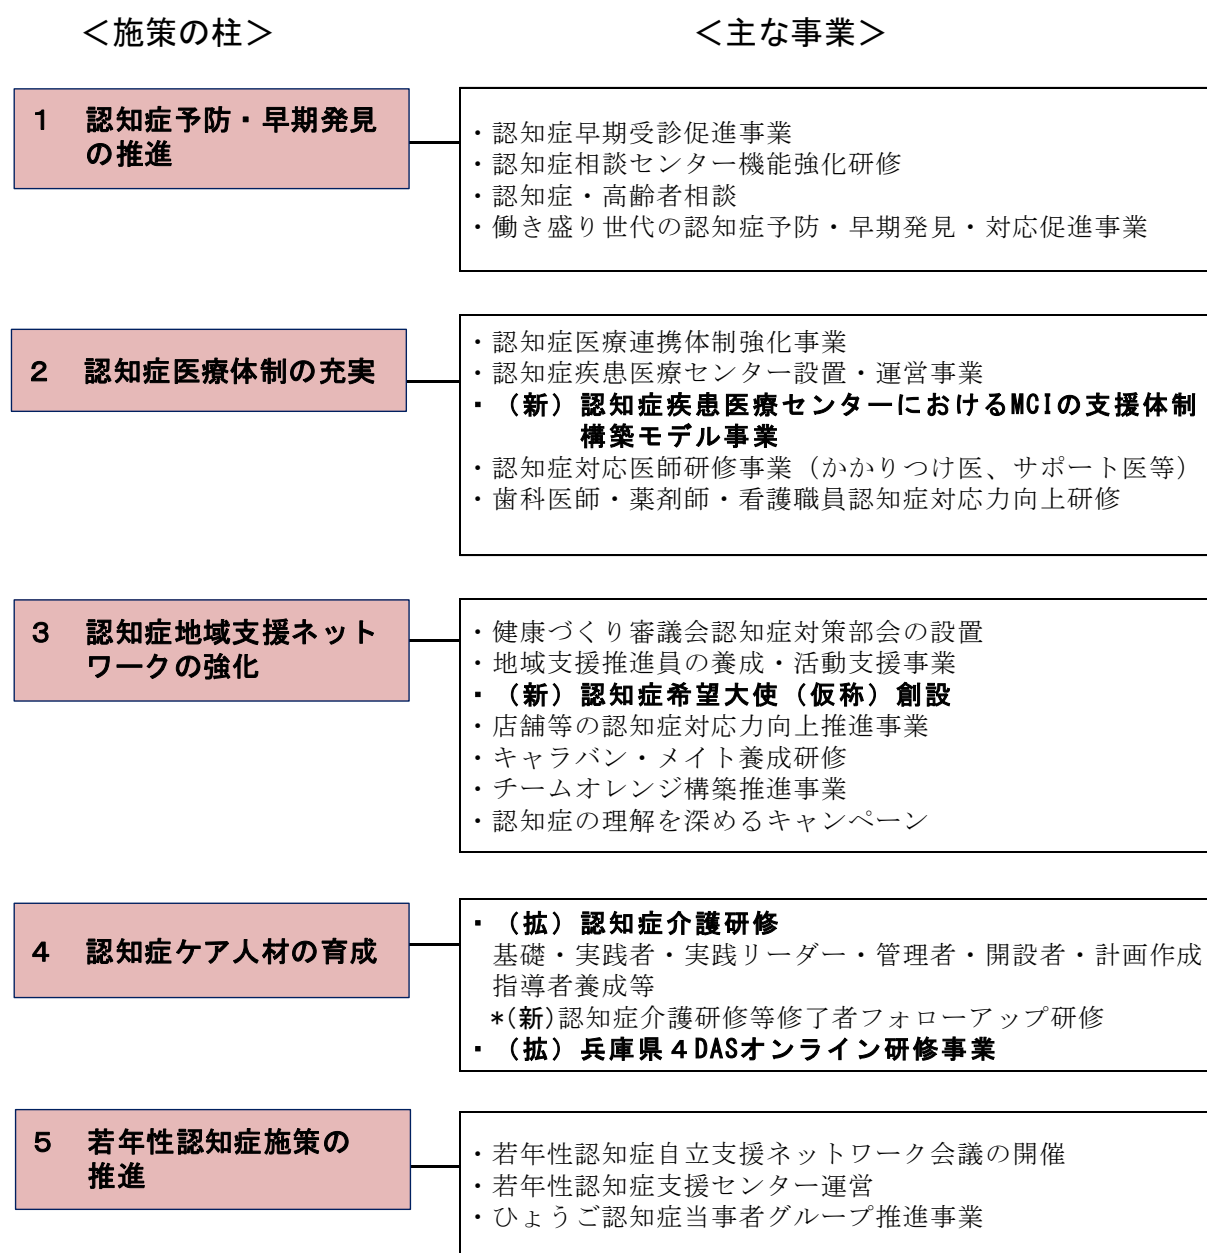 ＜施策の柱＞
＜主な事業＞
１　認知症予防・早期発見
の推進
・認知症早期受診促進事業
・認知症相談センター機能強化研修
・認知症・高齢者相談
・働き盛り世代の認知症予防・早期発見・対応促進事業
２　認知症医療体制の充実
・認知症医療連携体制強化事業
・認知症疾患医療センター設置・運営事業
・（新）認知症疾患医療センターにおけるMCIの支援体制
構築モデル事業
・認知症対応医師研修事業（かかりつけ医、サポート医等）
・歯科医師・薬剤師・看護職員認知症対応力向上研修
３　認知症地域支援ネット
ワークの強化
・健康づくり審議会認知症対策部会の設置
・地域支援推進員の養成・活動支援事業
・（新）認知症希望大使（仮称）創設
・店舗等の認知症対応力向上推進事業
・キャラバン・メイト養成研修
・チームオレンジ構築推進事業
・認知症の理解を深めるキャンペーン
４　認知症ケア人材の育成
・（拡）認知症介護研修
基礎・実践者・実践リーダー・管理者・開設者・計画作成
指導者養成等
*(新)認知症介護研修等修了者フォローアップ研修
・（拡）兵庫県４DASオンライン研修事業
５　若年性認知症施策の
推進
・若年性認知症自立支援ネットワーク会議の開催
・若年性認知症支援センター運営
・ひょうご認知症当事者グループ推進事業